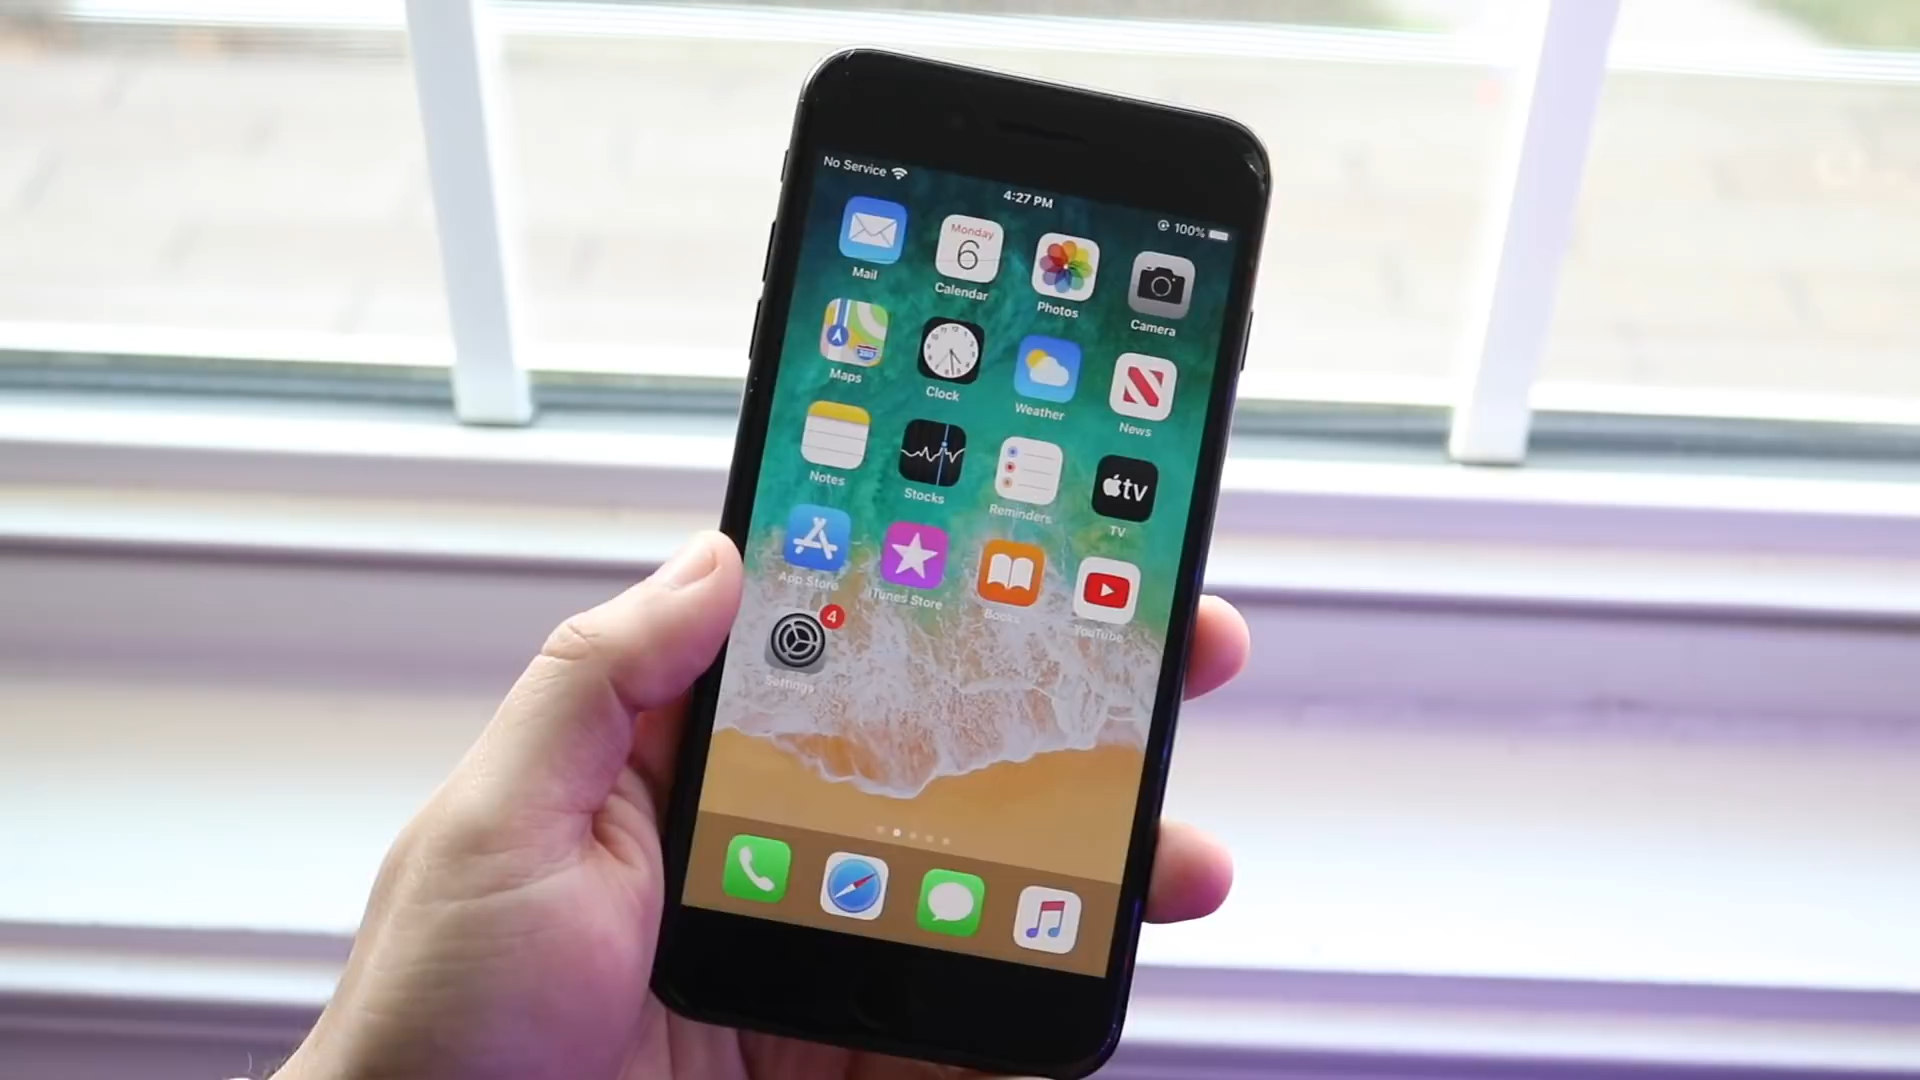 No Service
4:27 PM
100%
Monday
6
Mail
Calendar
Photos
Camera
280
Maps
Clock
Weather
News
tv
Notes
Stocks
Reminders
TV
App Store
iTunes Store
Books
YouTube
4
Settings